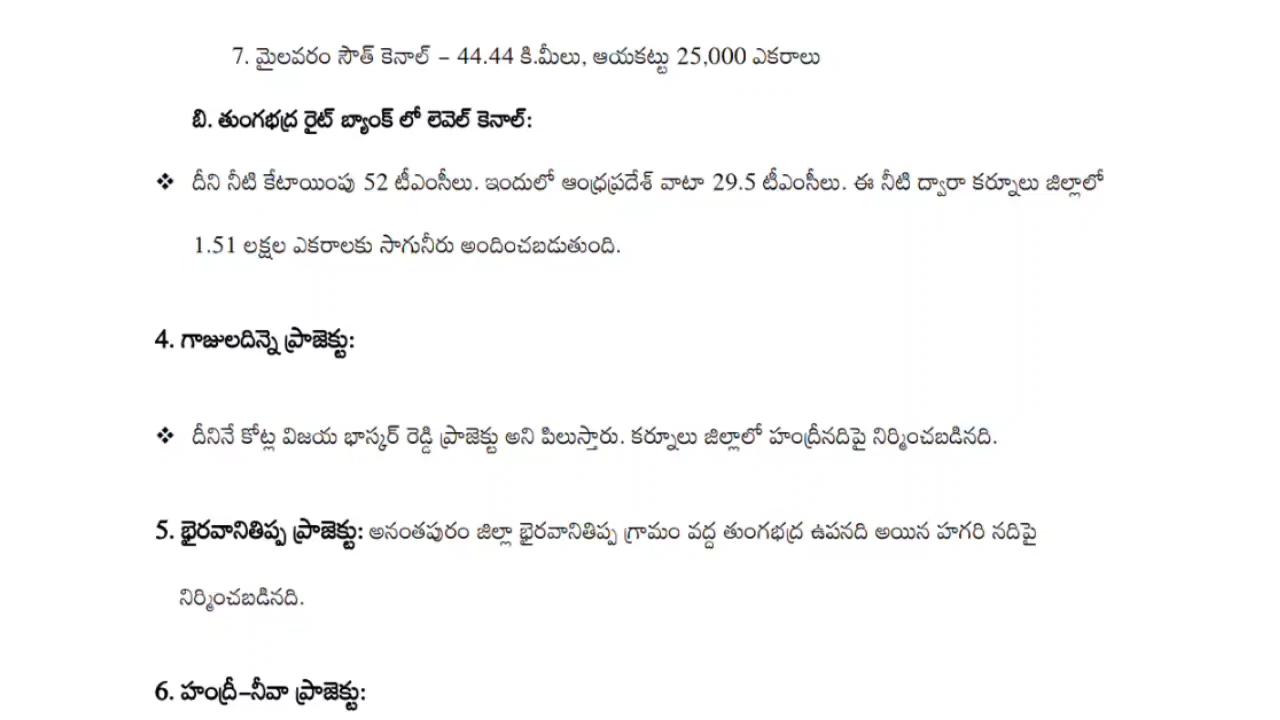 7. మైలవరం సౌత్ కెనాల్ – 44.44 కి.మీలు, ఆయకట్టు 25,000 ఎకరాలు
బి. తుంగభద్ర రైట్ బ్యాంక్ లో లెవెల్ కెనాల్:
❖ దీని నీటి కేటాయింపు 52 టీఎంసీలు. ఇందులో ఆంధ్రప్రదేశ్ వాటా 29.5 టీఎంసీలు. ఈ నీటి ద్వారా కర్నూలు జిల్లాలో
1.51 లక్షల ఎకరాలకు సాగునీరు అందించబడుతుంది.
4. గాజులదిన్నె ప్రాజెక్టు:
❖ దీనినే కోట్ల విజయ భాస్కర్ రెడ్డి ప్రాజెక్టు అని పిలుస్తారు. కర్నూలు జిల్లాలో హంద్రీనదిపై నిర్మించబడినది.
5. భైరవానితిప్ప ప్రాజెక్టు: అనంతపురం జిల్లా భైరవానితిప్ప గ్రామం వద్ద తుంగభద్ర ఉపనది అయిన హగరి నదిపై
నిర్మించబడినది.
6. హంద్రీ–నీవా ప్రాజెక్టు: